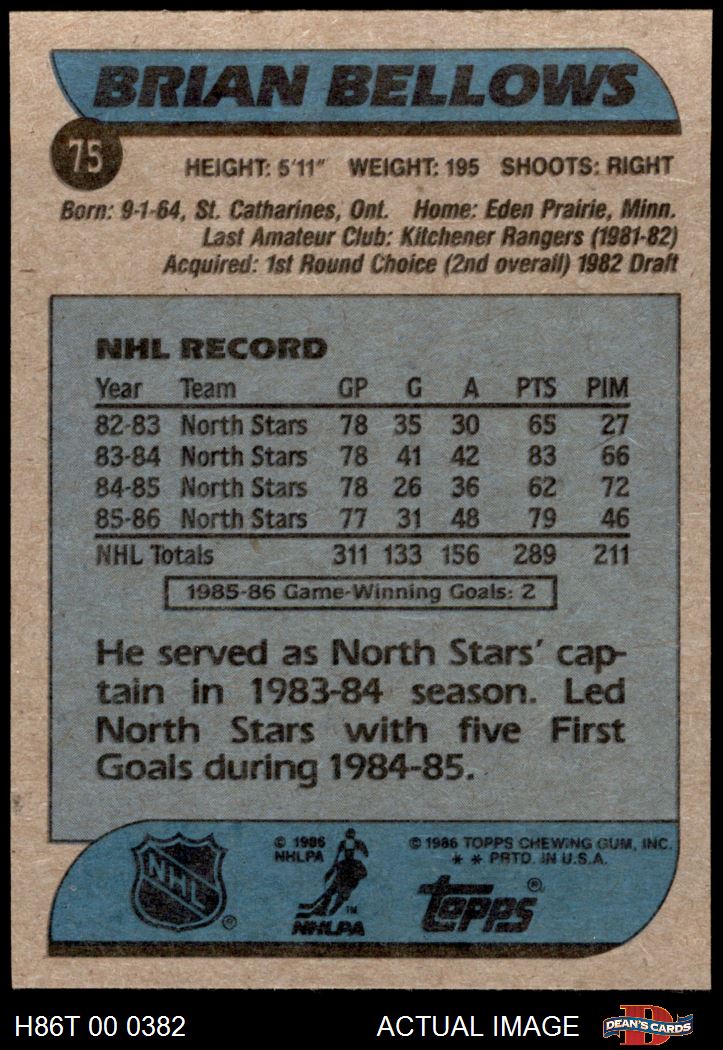 BRIAN BELLOWS
75
HEIGHT: 5'11" WEIGHT: 195 SHOOTS: RIGHT
Born: 9-1-64, St. Catharines, Ont. Home: Eden Prairie, Minn.
Last Amateur Club: Kitchener Rangers (1981-82)
Acquired: 1st Round Choice (2nd overall) 1982 Draft
NHL RECORD
Year Team GP G A PTS PIM
82-83 North Stars 78 35 30 65 27
83-84 North Stars 78 41 42 83 66
84-85 North Stars 78 26 36 62 72
85-86 North Stars 77 31 48 79 46
NHL Totals 311 133 156 289 211
1985-86 Game-Winning Goals: 2
He served as North Stars' cap-
tain in 1983-84 season. Led
North Stars with five First
Goals during 1984-85.
NHL ®
© 1986
NHLPA
TM
NHLPA
© 1986 TOPPS CHEWING GUM, INC.
* * PRTD. IN U.S.A.
topps ®
H86T 00 0382 ACTUAL IMAGE
D
DEAN'S CARDS